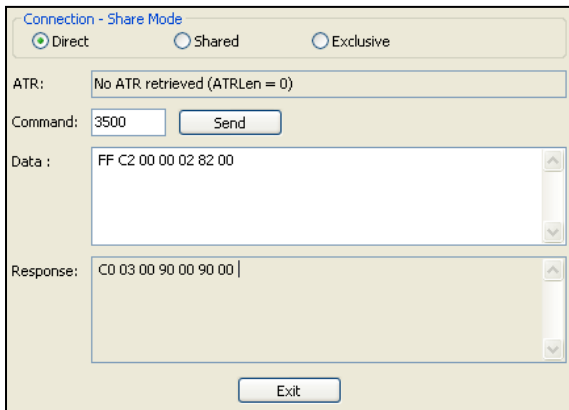 Connection - Share Mode
Direct Shared Exclusive
ATR: No ATR retrieved (ATRLen = 0)
Command: 3500 Send
Data : FF C2 00 00 02 82 00
Response: C0 03 00 90 00 90 00
Exit